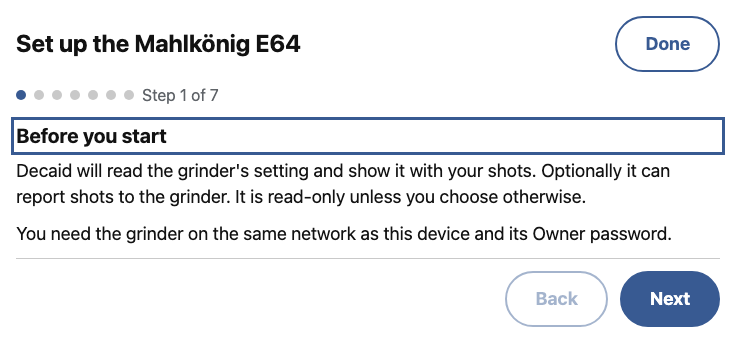 Set up the Mahlkönig E64
Done
Step 1 of 7
Before you start
Decaid will read the grinder's setting and show it with your shots. Optionally it can
report shots to the grinder. It is read-only unless you choose otherwise.
You need the grinder on the same network as this device and its Owner password.
Back
Next